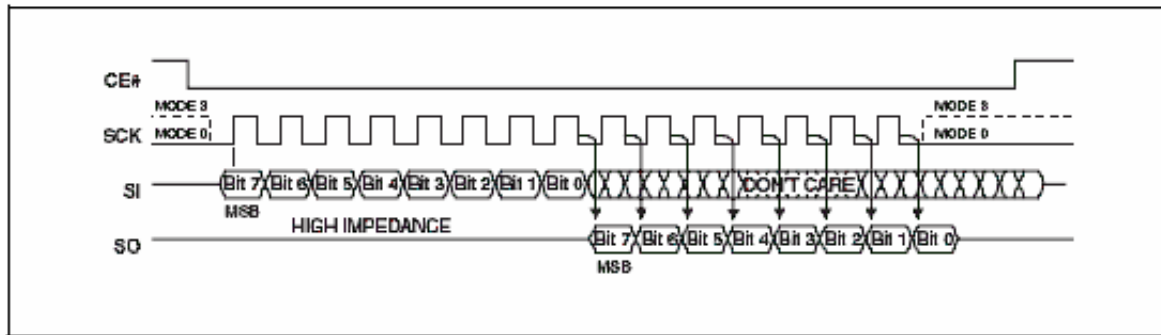 CE#
MODE 3 MODE 3
SCK MODE 0 MODE 0
SI Bit 7 Bit 6 Bit 5 Bit 4 Bit 3 Bit 2 Bit 1 Bit 0 DON'T CARE
MSB
HIGH IMPEDANCE
SO Bit 7 Bit 6 Bit 5 Bit 4 Bit 3 Bit 2 Bit 1 Bit 0
MSB